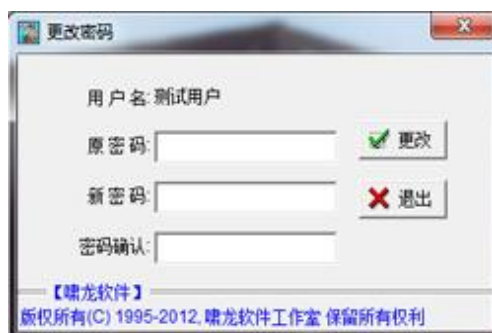 更改密码
用户名:测试用户
原密码:
更改
新密码:
退出
密码确认:
【啸龙软件】
版权所有(C) 1995-2012, 啸龙软件工作室 保留所有权利